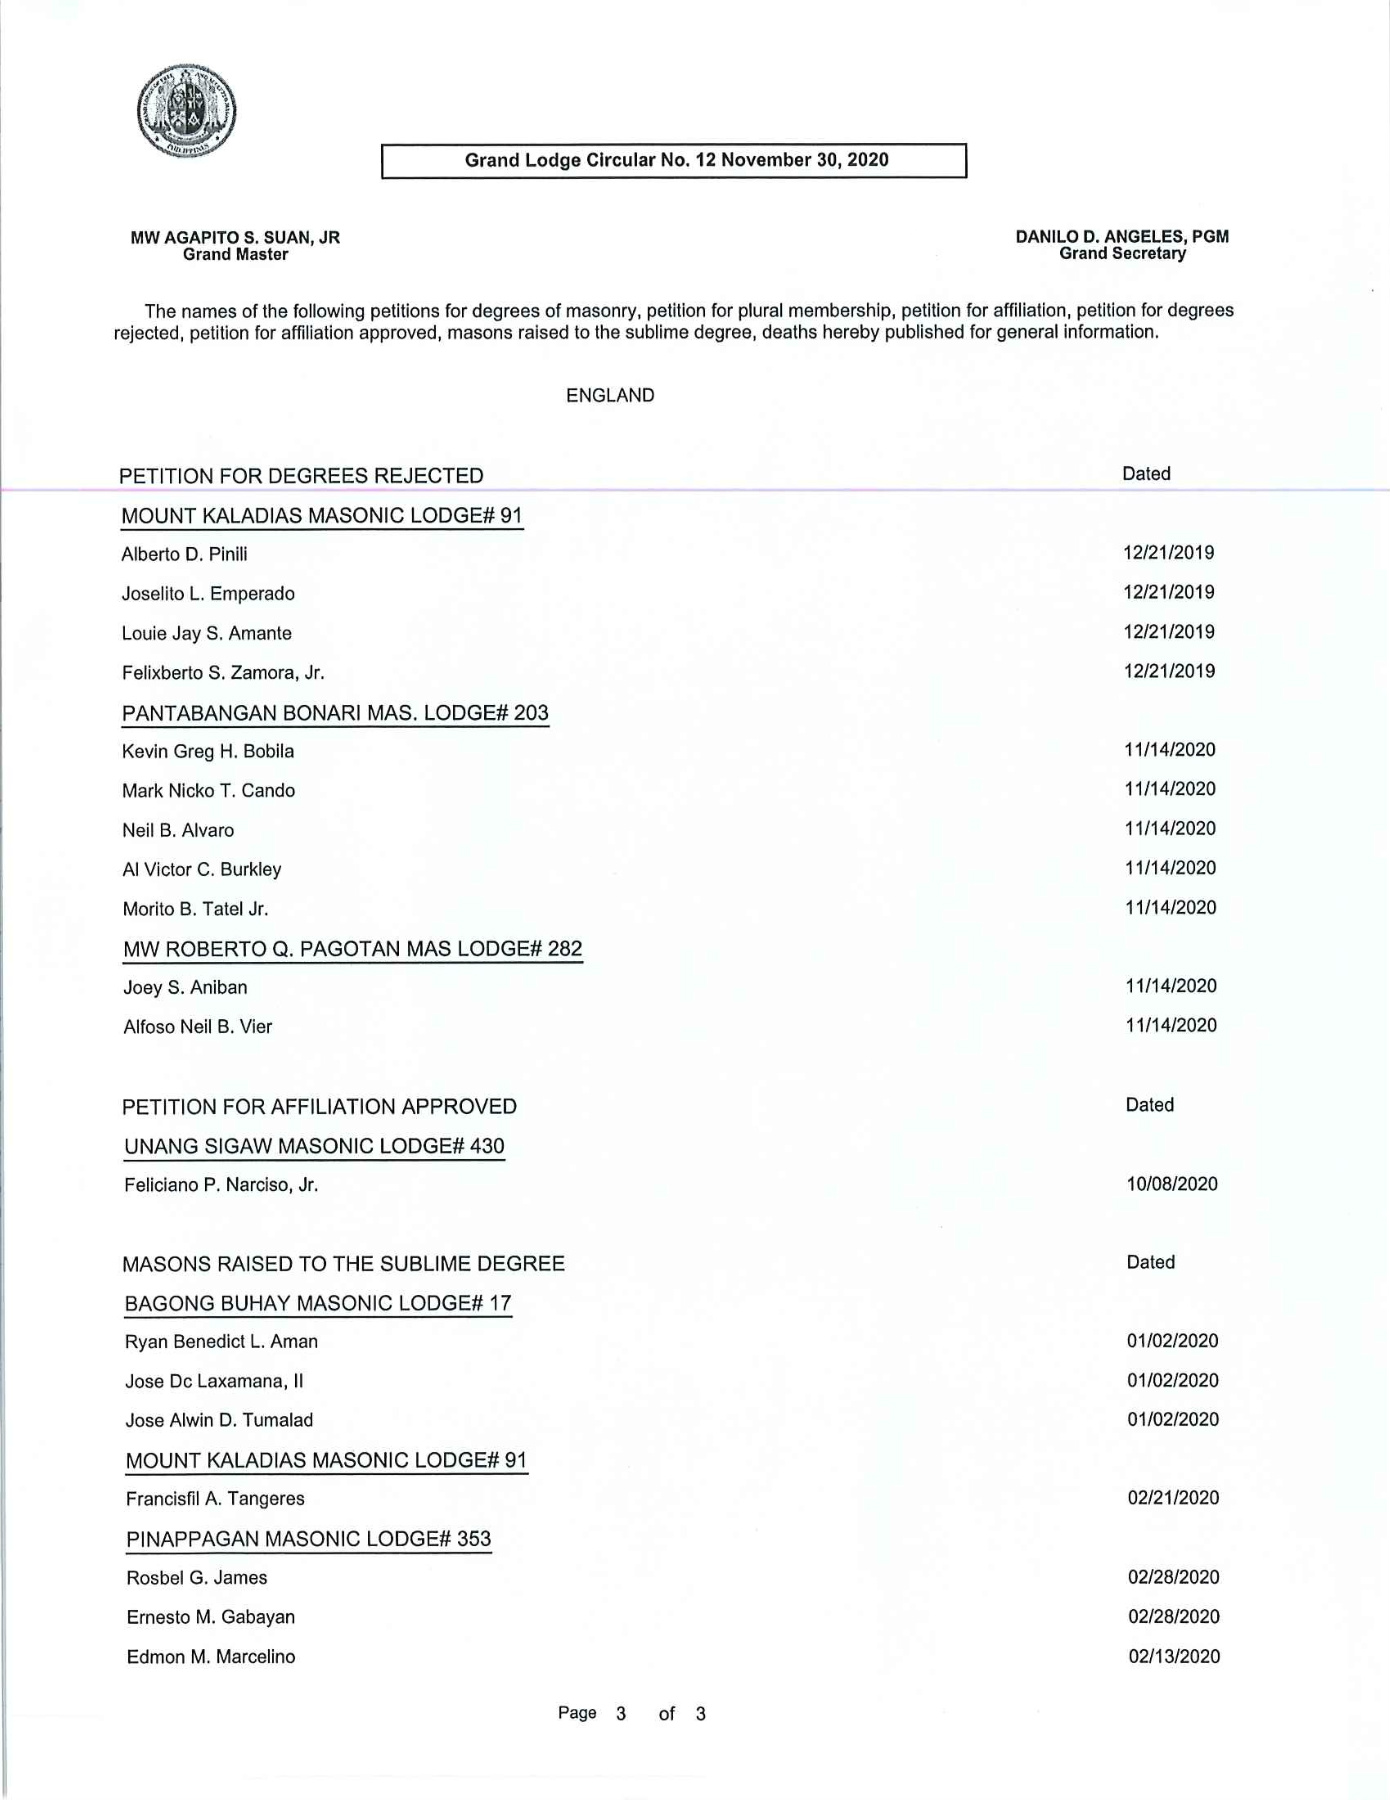 PHILIPPINES
Grand Lodge Circular No. 12 November 30, 2020
MW AGAPITO S. SUAN, JR
Grand Master
DANILO D. ANGELES, PGM
Grand Secretary
The names of the following petitions for degrees of masonry, petition for plural membership, petition for affiliation, petition for degrees
rejected, petition for affiliation approved, masons raised to the sublime degree, deaths hereby published for general information.
ENGLAND
PETITION FOR DEGREES REJECTED Dated
MOUNT KALADIAS MASONIC LODGE# 91
Alberto D. Pinili 12/21/2019
Joselito L. Emperado 12/21/2019
Louie Jay S. Amante 12/21/2019
Felixberto S. Zamora, Jr. 12/21/2019
PANTABANGAN BONARI MAS. LODGE# 203
Kevin Greg H. Bobila 11/14/2020
Mark Nicko T. Cando 11/14/2020
Neil B. Alvaro 11/14/2020
Al Victor C. Burkley 11/14/2020
Morito B. Tatel Jr. 11/14/2020
MW ROBERTO Q. PAGOTAN MAS LODGE# 282
Joey S. Aniban 11/14/2020
Alfoso Neil B. Vier 11/14/2020
PETITION FOR AFFILIATION APPROVED Dated
UNANG SIGAW MASONIC LODGE# 430
Feliciano P. Narciso, Jr. 10/08/2020
MASONS RAISED TO THE SUBLIME DEGREE Dated
BAGONG BUHAY MASONIC LODGE# 17
Ryan Benedict L. Aman 01/02/2020
Jose Dc Laxamana, II 01/02/2020
Jose Alwin D. Tumalad 01/02/2020
MOUNT KALADIAS MASONIC LODGE# 91
Francisfil A. Tangeres 02/21/2020
PINAPPAGAN MASONIC LODGE# 353
Rosbel G. James 02/28/2020
Ernesto M. Gabayan 02/28/2020
Edmon M. Marcelino 02/13/2020
Page 3 of 3